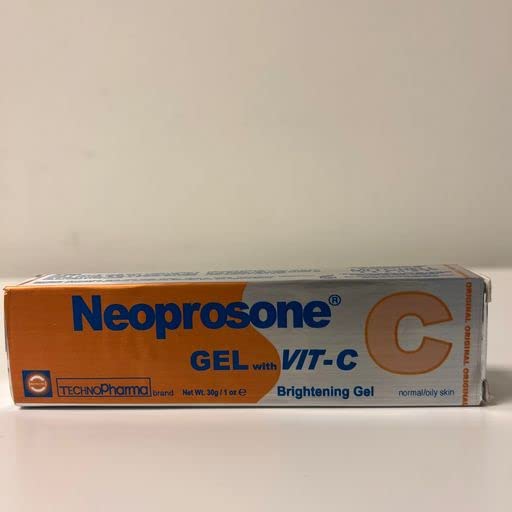 Neoprosone®
GEL with VIT-C
C
TECHNOPharma brand
Net Wt. 30g / 1 oz ℮
Brightening Gel
normal/oily skin
ORIGINAL ORIGINAL ORIGINAL